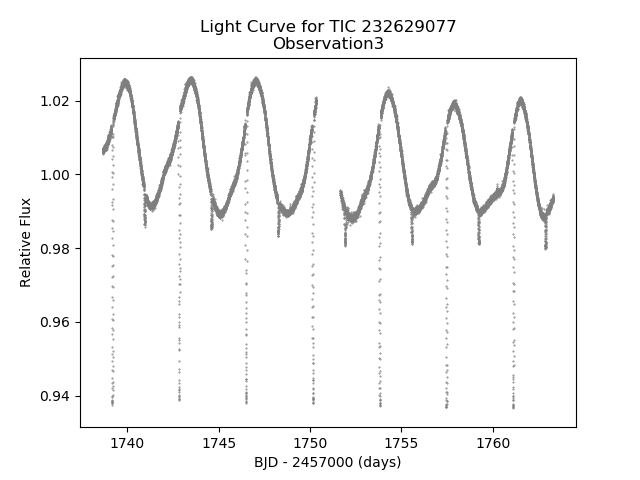 Light Curve for TIC 232629077
Observation3
1.02
1.00
0.98
0.96
0.94
Relative Flux
1740
1745
1750
1755
1760
BJD - 2457000 (days)